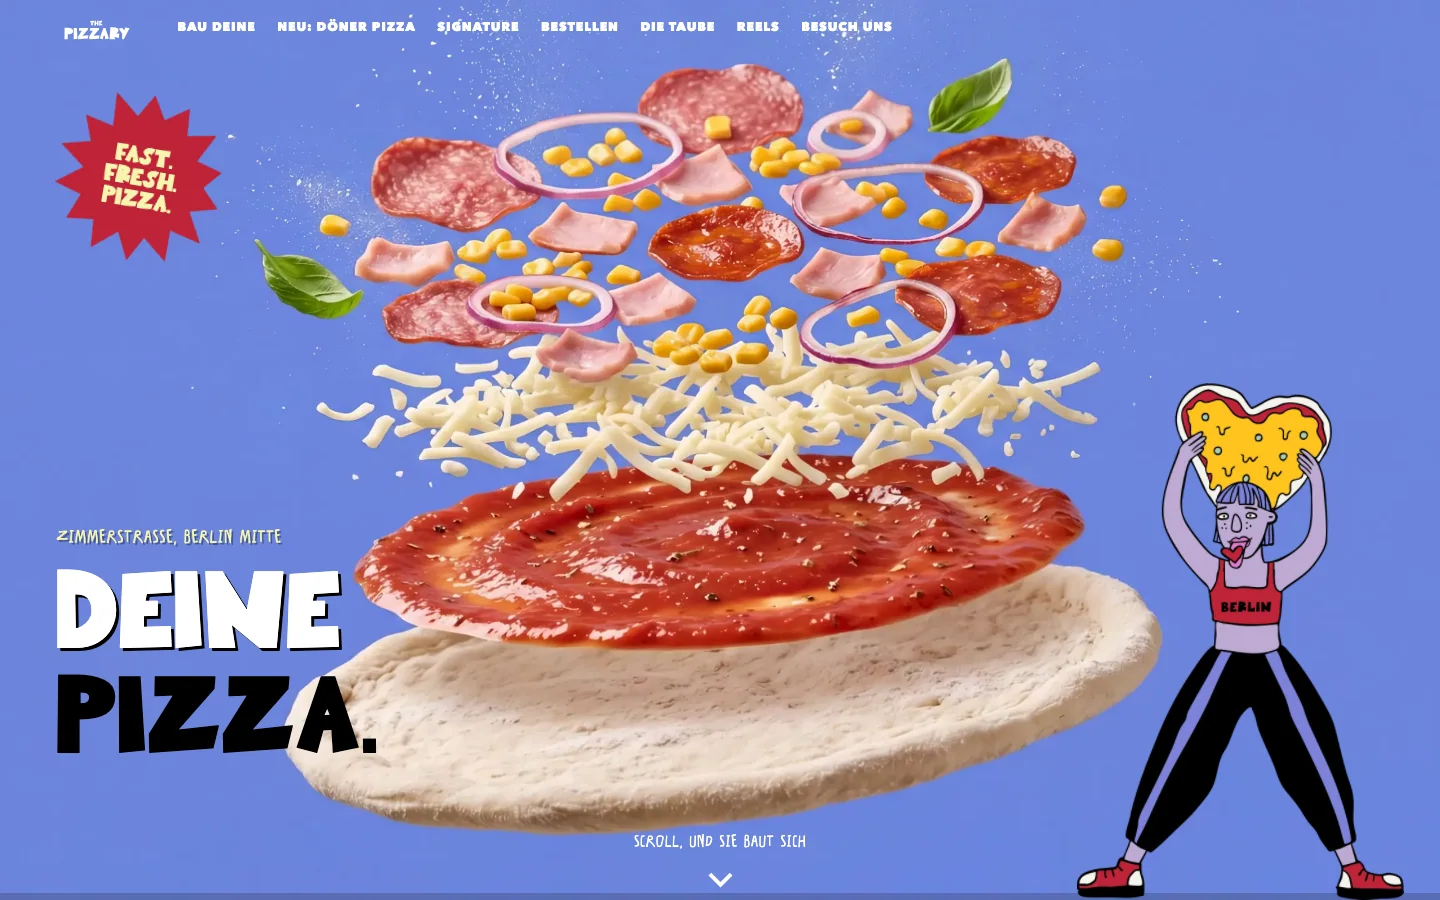 THE
PIZZARY
BAU DEINE
NEU: DÖNER PIZZA
SIGNATURE
BESTELLEN
DIE TAUBE
REELS
BESUCH UNS
FAST.
FRESH.
PIZZA.
ZIMMERSTRASSE, BERLIN MITTE
DEINE
PIZZA.
BERLIN
SCROLL, UND SIE BAUT SICH